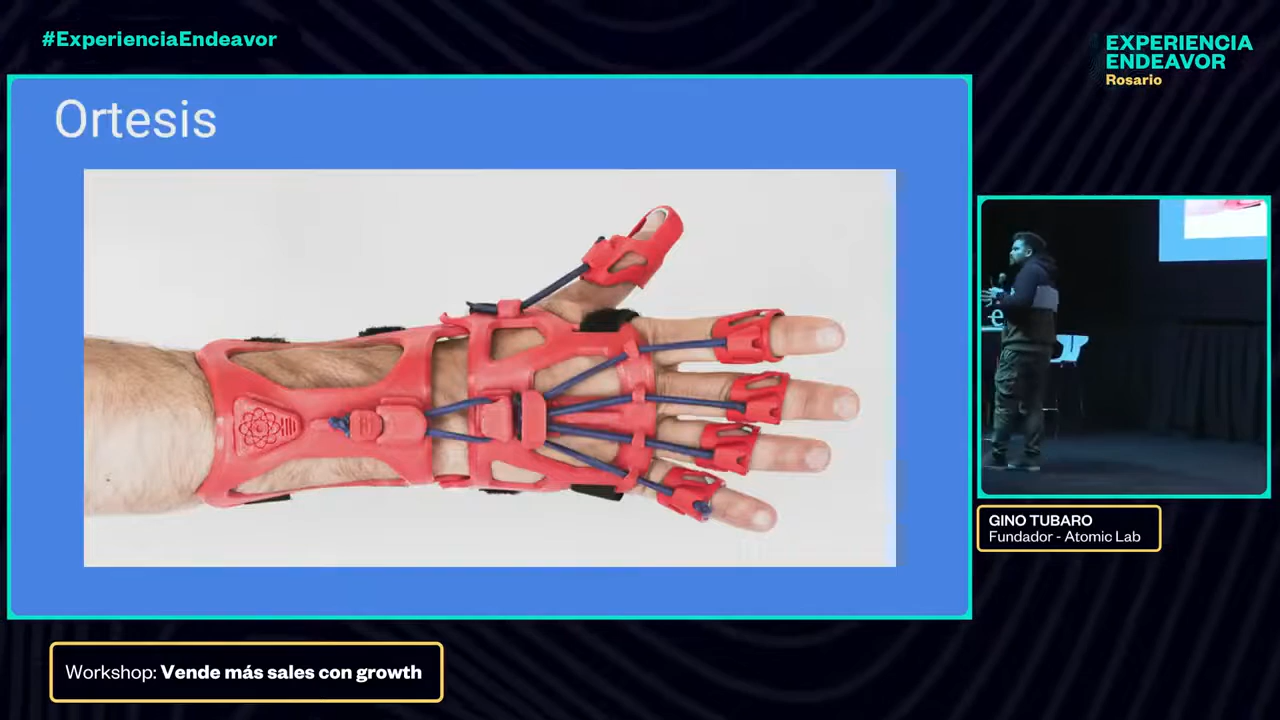 #ExperienciaEndeavor
EXPERIENCIA
ENDEAVOR
Rosario
Ortesis
GINO TUBARO
Fundador - Atomic Lab
Workshop: Vende más sales con growth